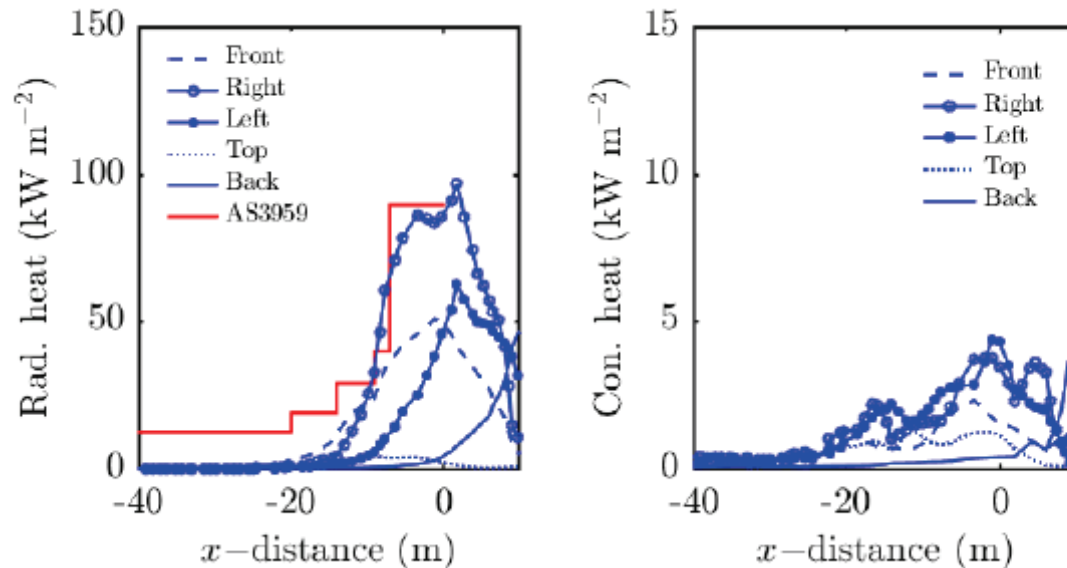 150
100
50
0
-40
-20
0
Rad. heat (kW m−2)
x−distance (m)
Front
Right
Left
Top
Back
AS3959
15
10
5
0
-40
-20
0
Con. heat (kW m−2)
x−distance (m)
Front
Right
Left
Top
Back